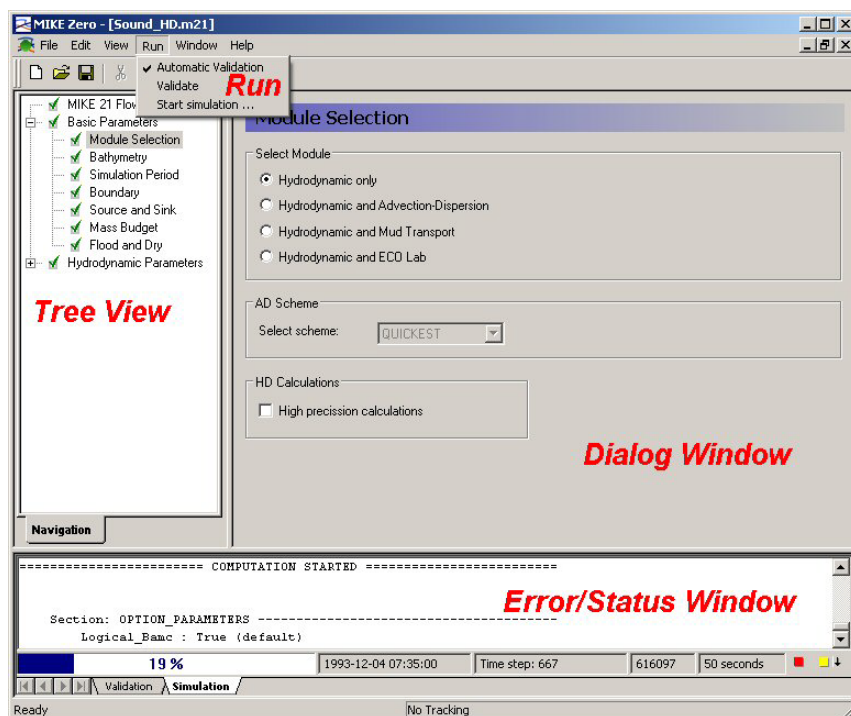 MIKE Zero - [Sound_HD.m21]
File Edit View Run Window Help
Automatic Validation
Validate
Start simulation ...
Run
MIKE 21 Flow
Basic Parameters
Module Selection
Bathymetry
Simulation Period
Boundary
Source and Sink
Mass Budget
Flood and Dry
Hydrodynamic Parameters
Tree View
Navigation
Module Selection
Select Module
Hydrodynamic only
Hydrodynamic and Advection-Dispersion
Hydrodynamic and Mud Transport
Hydrodynamic and ECO Lab
AD Scheme
Select scheme: QUICKEST
HD Calculations
High precission calculations
Dialog Window
======================== COMPUTATION STARTED =========================
Error/Status Window
Section: OPTION_PARAMETERS ---------------------------------------
Logical_Bamc : True (default)
19 % 1993-12-04 07:35:00 Time step: 667 616097 50 seconds
Validation Simulation
Ready No Tracking